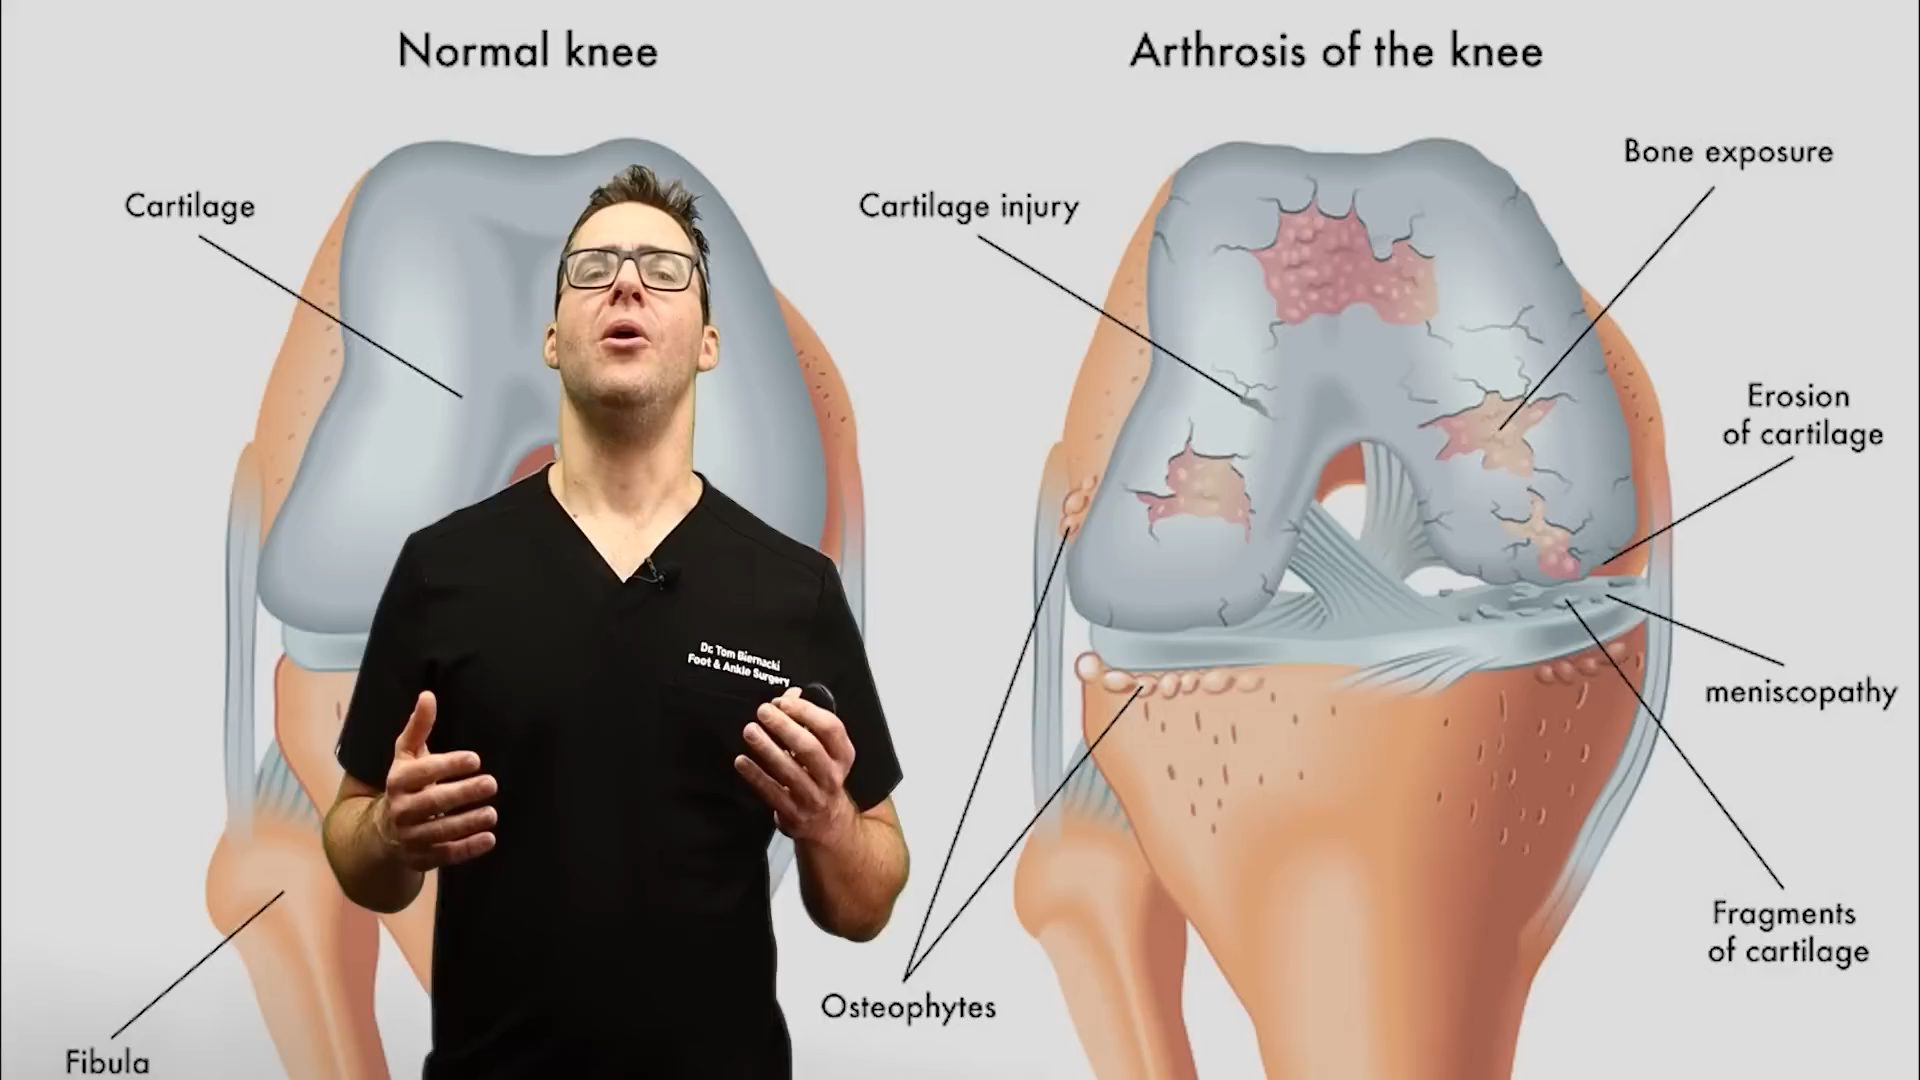 Normal knee
Arthrosis of the knee
Cartilage
Cartilage injury
Bone exposure
Erosion
of cartilage
Dr. Tom Biernacki
Foot & Ankle Surgery
meniscopathy
Fragments
of cartilage
Osteophytes
Fibula